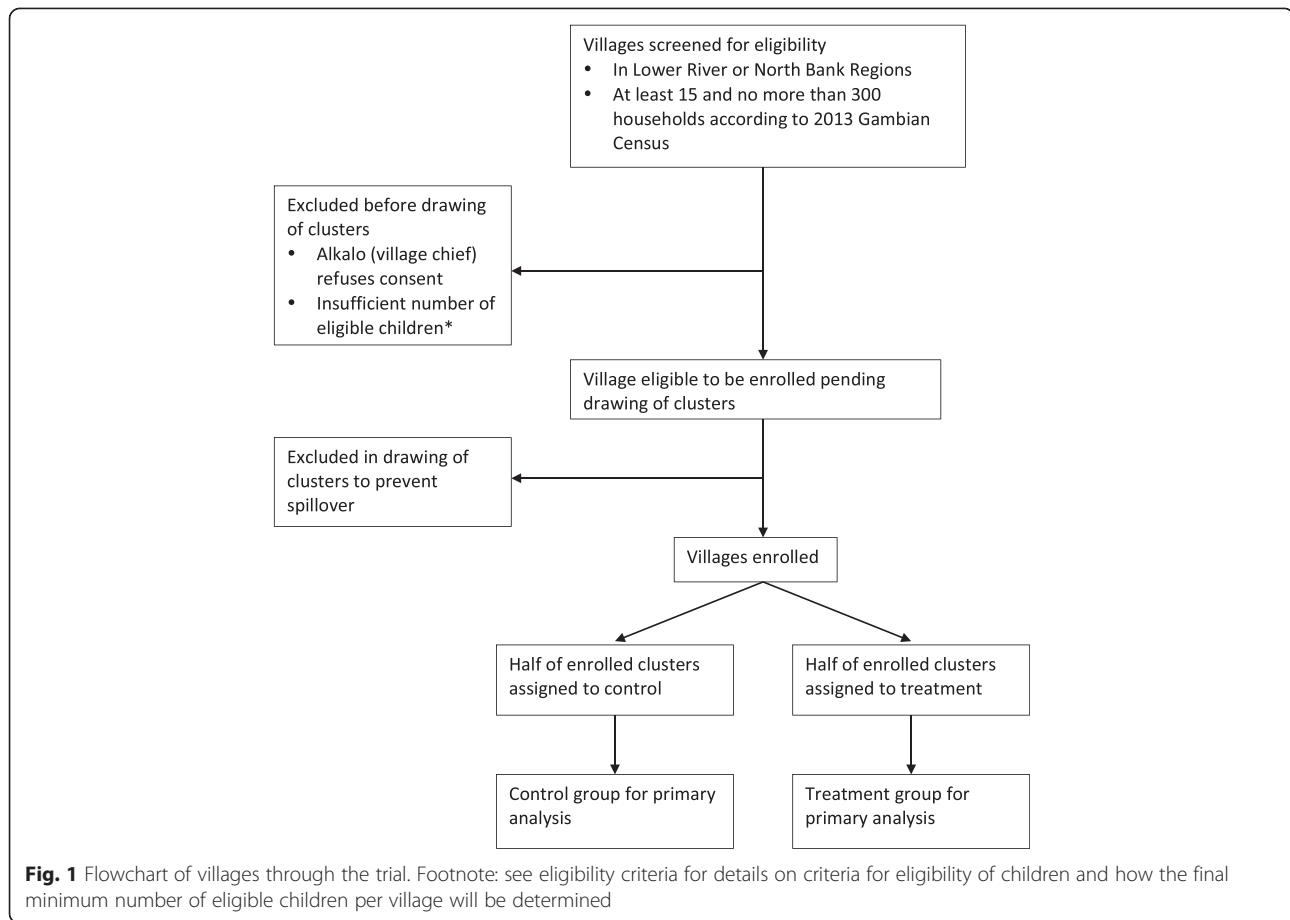 Villages screened for eligibility
• In Lower River or North Bank Regions
• At least 15 and no more than 300
households according to 2013 Gambian
Census
Excluded before drawing
of clusters
• Alkalo (village chief)
refuses consent
• Insufficient number of
eligible children*
Village eligible to be enrolled pending
drawing of clusters
Excluded in drawing of
clusters to prevent
spillover
Villages enrolled
Half of enrolled clusters
assigned to control
Half of enrolled clusters
assigned to treatment
Control group for primary
analysis
Treatment group for
primary analysis
Fig. 1 Flowchart of villages through the trial. Footnote: see eligibility criteria for details on criteria for eligibility of children and how the final
minimum number of eligible children per village will be determined